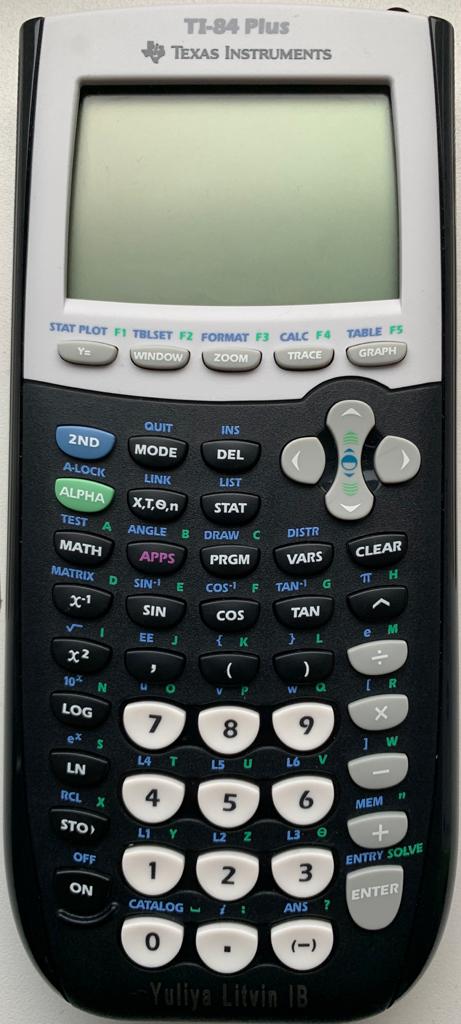 TI-84 Plus
TEXAS INSTRUMENTS
STAT PLOT F1 TBLSET F2 FORMAT F3 CALC F4 TABLE F5
Y= WINDOW ZOOM TRACE GRAPH
QUIT INS
2ND MODE DEL
A-LOCK LINK LIST
ALPHA X,T,Θ,n STAT
TEST A ANGLE B DRAW C DISTR
MATH APPS PRGM VARS CLEAR
MATRIX D SIN⁻¹ E COS⁻¹ F TAN⁻¹ G π H
x⁻¹ SIN COS TAN ^
√ I EE J { K } L e M
x² , ( ) ÷
10ˣ N u O v P w Q [ R
LOG 7 8 9 ×
eˣ S L4 T L5 U L6 V ] W
LN 4 5 6 −
RCL X L1 Y L2 Z L3 θ MEM "
STO▸ 1 2 3 +
OFF CATALOG ⎵ i : ANS ? ENTRY SOLVE
ON 0 . (−) ENTER
Yuliya Litvin IB